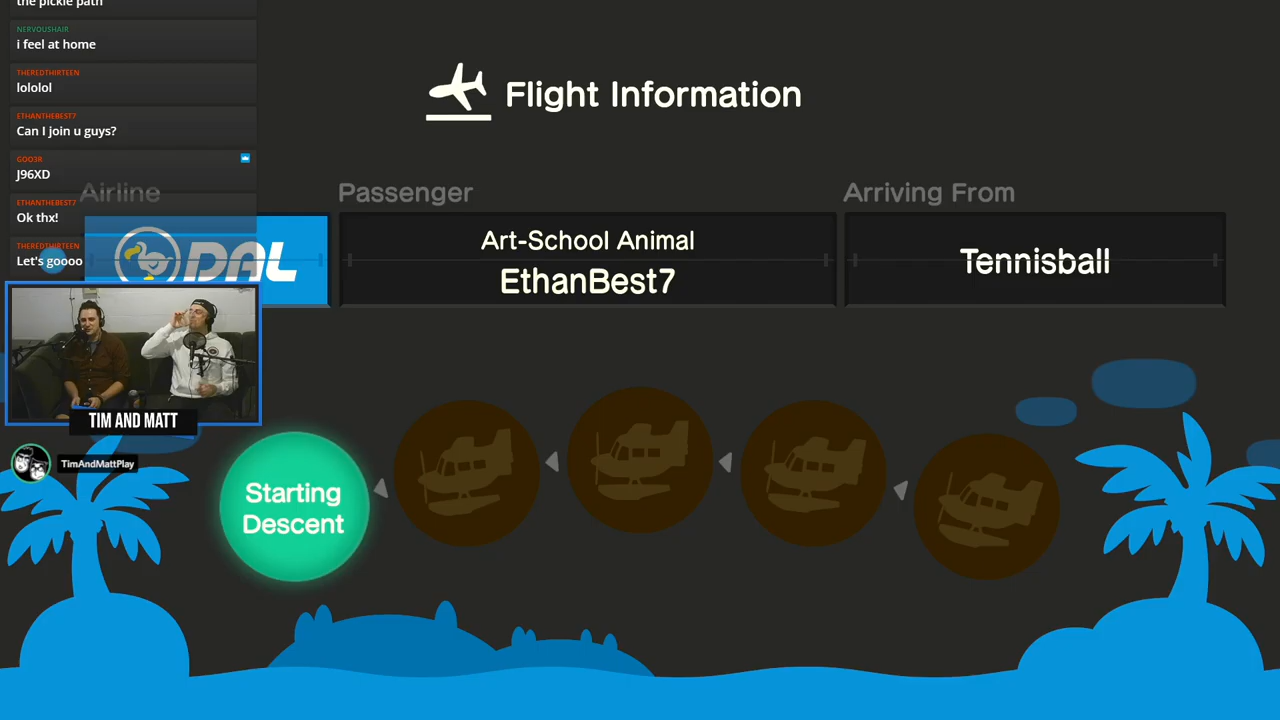 the pickle path
NERVOUSHAIR
i feel at home
THEREDTHIRTEEN
lololol
ETHANTHEBEST7
Can I join u guys?
GOO3R
J96XD
ETHANTHEBEST7
Ok thx!
THEREDTHIRTEEN
Let's goooo
TIM AND MATT
TimAndMattPlay
Flight Information
Airline
Passenger
Arriving From
DAL
Art-School Animal
EthanBest7
Tennisball
Starting
Descent